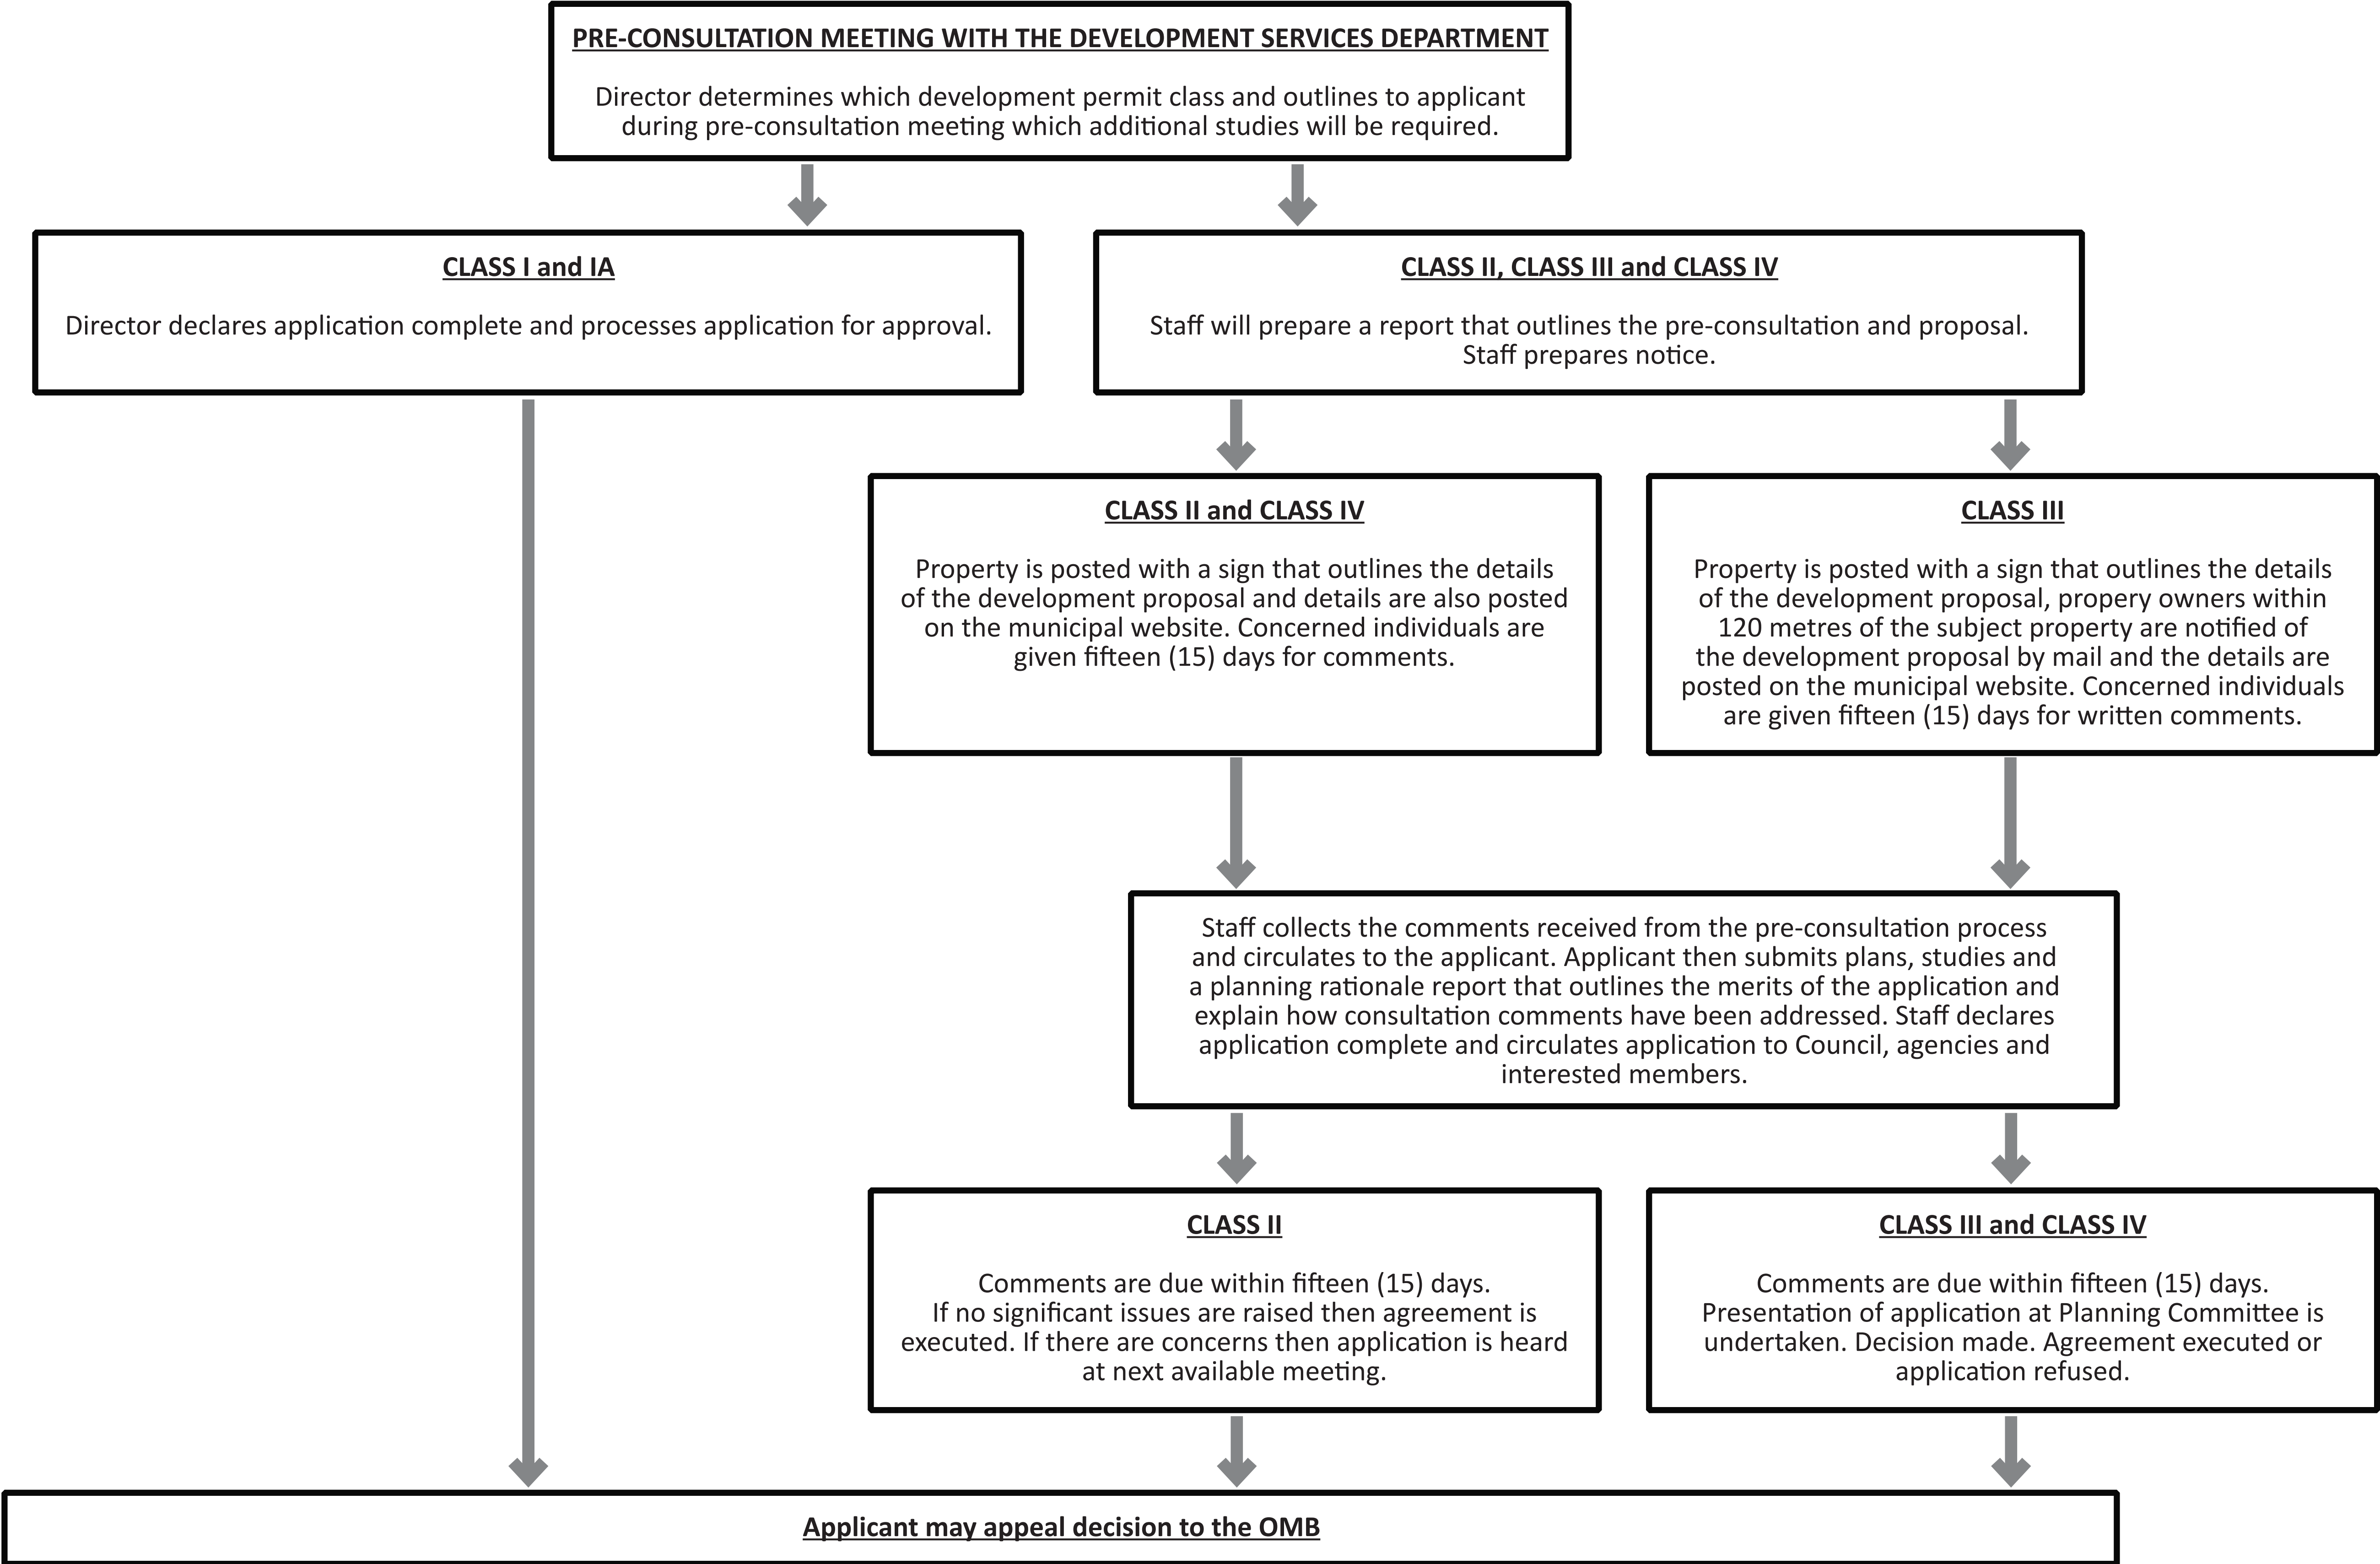 PRE-CONSULTATION MEETING WITH THE DEVELOPMENT SERVICES DEPARTMENT
Director determines which development permit class and outlines to applicant
during pre-consultation meeting which additional studies will be required.
CLASS I and IA
Director declares application complete and processes application for approval.
CLASS II, CLASS III and CLASS IV
Staff will prepare a report that outlines the pre-consultation and proposal.
Staff prepares notice.
CLASS II and CLASS IV
Property is posted with a sign that outlines the details
of the development proposal and details are also posted
on the municipal website. Concerned individuals are
given fifteen (15) days for comments.
CLASS III
Property is posted with a sign that outlines the details
of the development proposal, propery owners within
120 metres of the subject property are notified of
the development proposal by mail and the details are
posted on the municipal website. Concerned individuals
are given fifteen (15) days for written comments.
Staff collects the comments received from the pre-consultation process
and circulates to the applicant. Applicant then submits plans, studies and
a planning rationale report that outlines the merits of the application and
explain how consultation comments have been addressed. Staff declares
application complete and circulates application to Council, agencies and
interested members.
CLASS II
Comments are due within fifteen (15) days.
If no significant issues are raised then agreement is
executed. If there are concerns then application is heard
at next available meeting.
CLASS III and CLASS IV
Comments are due within fifteen (15) days.
Presentation of application at Planning Committee is
undertaken. Decision made. Agreement executed or
application refused.
Applicant may appeal decision to the OMB